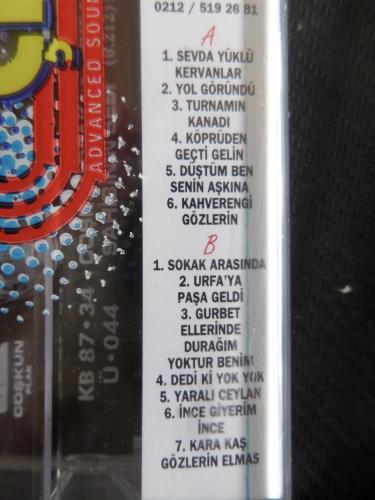 0212 / 519 26 81
A
1. SEVDA YÜKLÜ
KERVANLAR
2. YOL GÖRÜNDÜ
3. TURNAMIN
KANADI
4. KÖPRÜDEN
GEÇTİ GELİN
5. DÜŞTÜM BEN
SENİN AŞKINA
6. KAHVERENGİ
GÖZLERİN
B
1. SOKAK ARASINDA
2. URFA'YA
PAŞA GELDİ
3. GURBET
ELLERİNDE
DURAĞIM
YOKTUR BENİM
4. DEDİ Kİ YOK YOK
5. YARALI CEYLAN
6. İNCE GİYERİM
İNCE
7. KARA KAŞ
GÖZLERİN ELMAS
ADVANCED SOU
(0.212)
KB 87·34
Ü·044
COŞKUN
PLAK